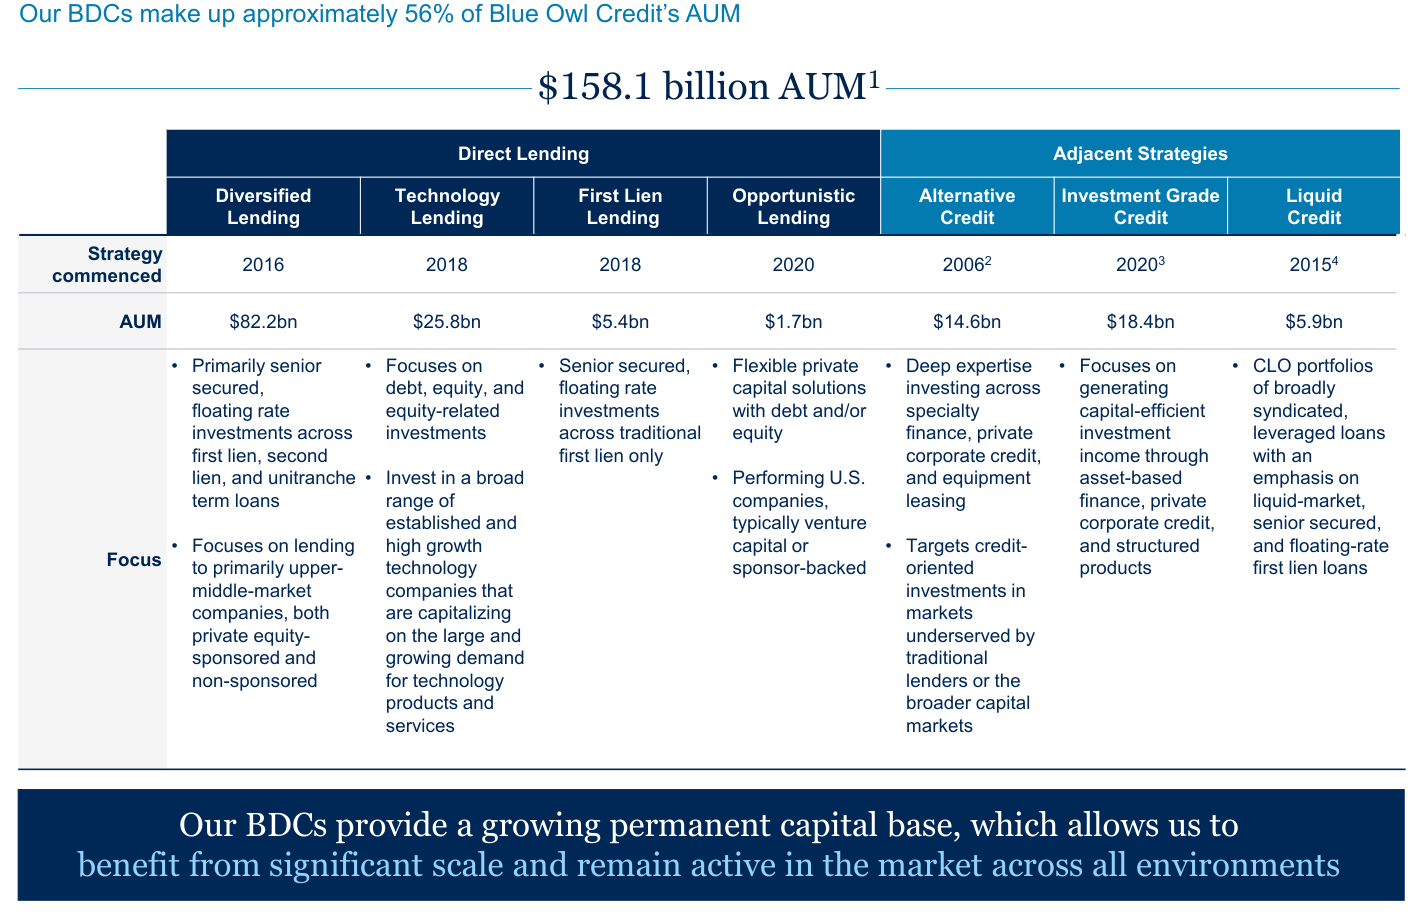 Our BDCs make up approximately 56% of Blue Owl Credit's AUM
$158.1 billion AUM¹
Direct Lending
Adjacent Strategies
Diversified
Lending
Technology
Lending
First Lien
Lending
Opportunistic
Lending
Alternative
Credit
Investment Grade
Credit
Liquid
Credit
Strategy
commenced
2016
2018
2018
2020
2006²
2020³
2015⁴
AUM
$82.2bn
$25.8bn
$5.4bn
$1.7bn
$14.6bn
$18.4bn
$5.9bn
Focus
• Primarily senior
secured,
floating rate
investments across
first lien, second
lien, and unitranche
term loans
• Focuses on lending
to primarily upper-
middle-market
companies, both
private equity-
sponsored and
non-sponsored
• Focuses on
debt, equity, and
equity-related
investments
• Invest in a broad
range of
established and
high growth
technology
companies that
are capitalizing
on the large and
growing demand
for technology
products and
services
• Senior secured,
floating rate
investments
across traditional
first lien only
• Flexible private
capital solutions
with debt and/or
equity
• Performing U.S.
companies,
typically venture
capital or
sponsor-backed
• Deep expertise
investing across
specialty
finance, private
corporate credit,
and equipment
leasing
• Targets credit-
oriented
investments in
markets
underserved by
traditional
lenders or the
broader capital
markets
• Focuses on
generating
capital-efficient
investment
income through
asset-based
finance, private
corporate credit,
and structured
products
• CLO portfolios
of broadly
syndicated,
leveraged loans
with an
emphasis on
liquid-market,
senior secured,
and floating-rate
first lien loans
Our BDCs provide a growing permanent capital base, which allows us to
benefit from significant scale and remain active in the market across all environments